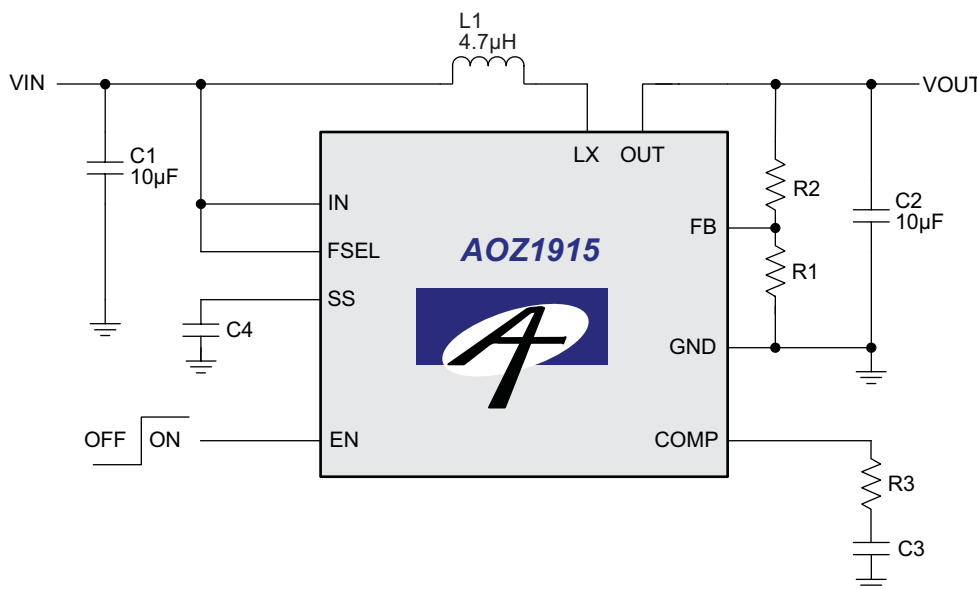 L1
4.7µH
VIN
VOUT
LX OUT
C1
10µF
R2
C2
10µF
IN
FB
FSEL
AOZ1915
R1
SS
C4
GND
OFF ON
EN
COMP
R3
C3